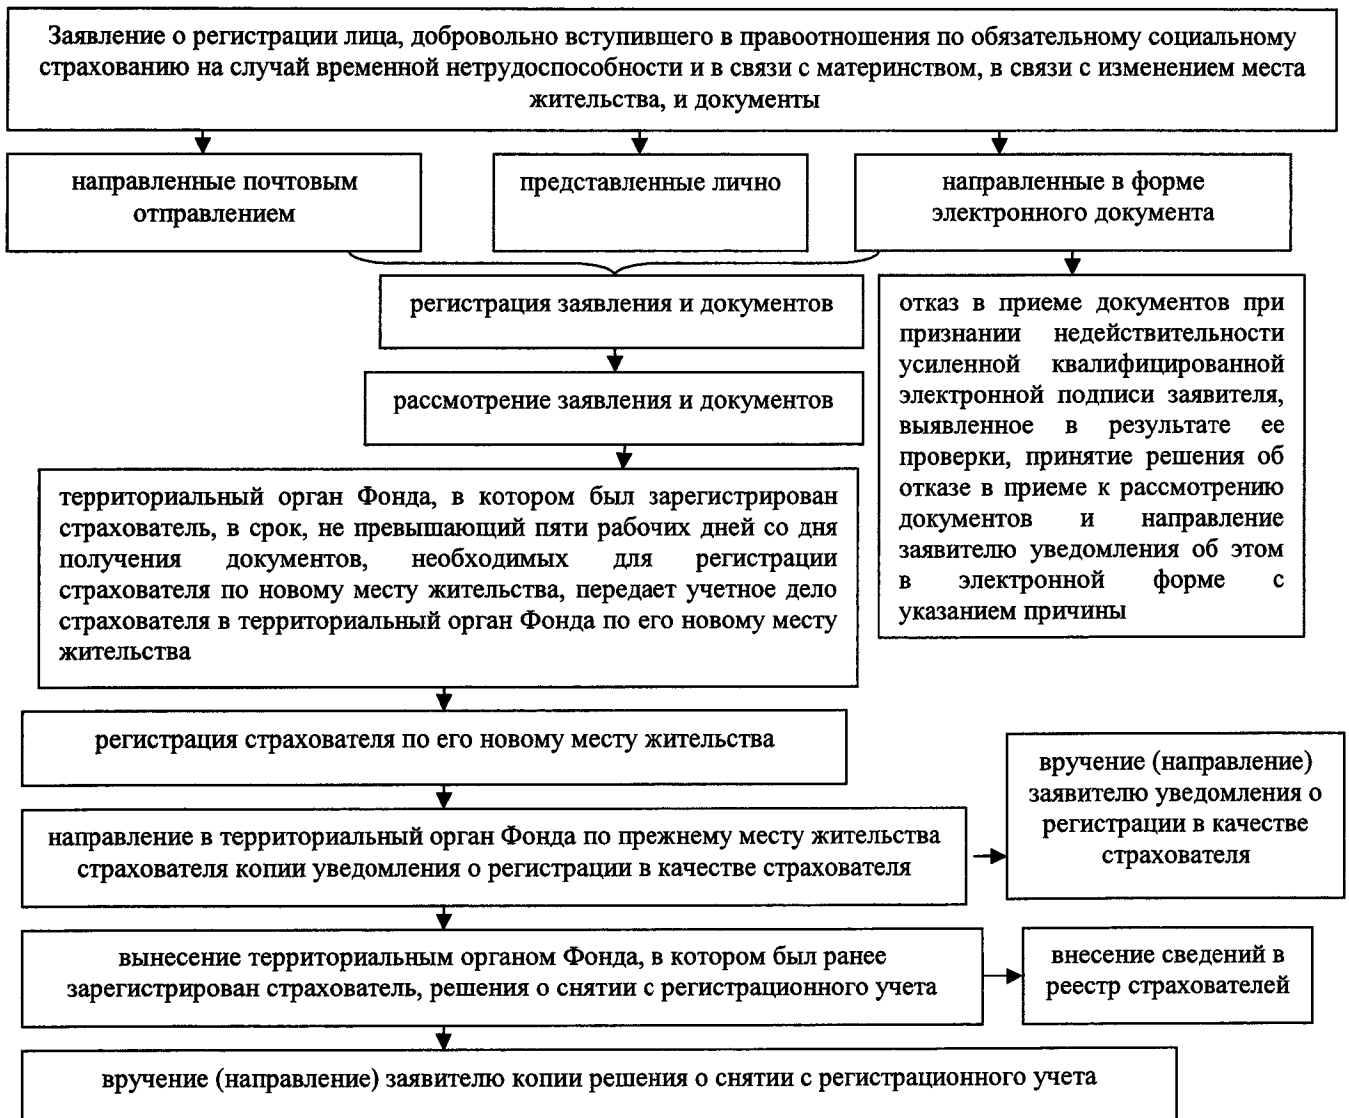 Заявление о регистрации лица, добровольно вступившего в правоотношения по обязательному социальному
страхованию на случай временной нетрудоспособности и в связи с материнством, в связи с изменением места
жительства, и документы
направленные почтовым
отправлением
представленные лично
направленные в форме
электронного документа
регистрация заявления и документов
рассмотрение заявления и документов
отказ в приеме документов при
признании недействительности
усиленной квалифицированной
электронной подписи заявителя,
выявленное в результате ее
проверки, принятие решения об
отказе в приеме к рассмотрению
документов и направление
заявителю уведомления об этом
в электронной форме с
указанием причины
территориальный орган Фонда, в котором был зарегистрирован
страхователь, в срок, не превышающий пяти рабочих дней со дня
получения документов, необходимых для регистрации
страхователя по новому месту жительства, передает учетное дело
страхователя в территориальный орган Фонда по его новому месту
жительства
регистрация страхователя по его новому месту жительства
направление в территориальный орган Фонда по прежнему месту жительства
страхователя копии уведомления о регистрации в качестве страхователя
вручение (направление)
заявителю уведомления о
регистрации в качестве
страхователя
вынесение территориальным органом Фонда, в котором был ранее
зарегистрирован страхователь, решения о снятии с регистрационного учета
внесение сведений в
реестр страхователей
вручение (направление) заявителю копии решения о снятии с регистрационного учета